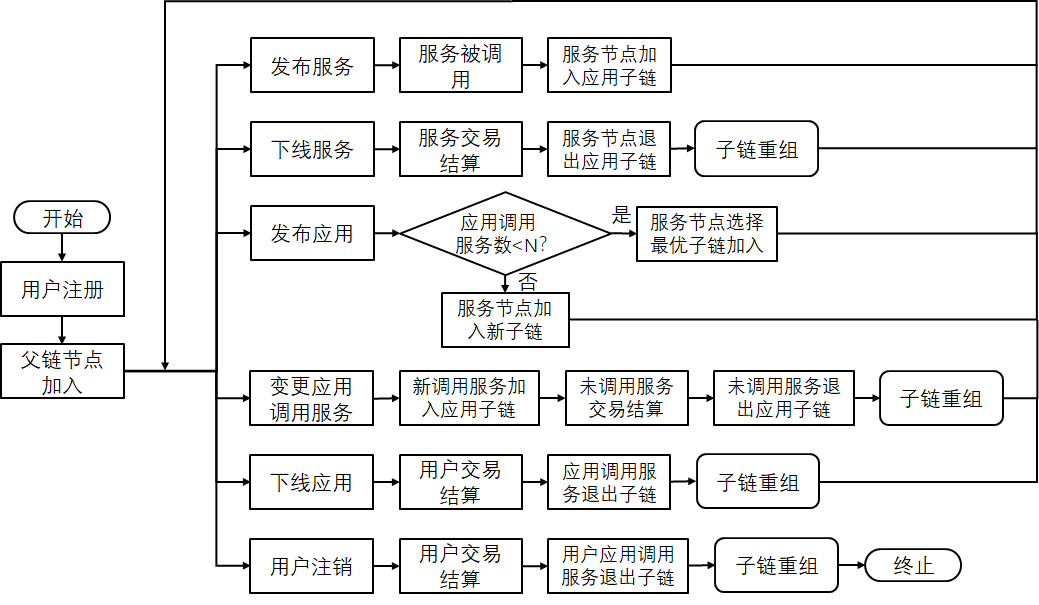 发布服务
服务被调
用
服务节点加
入应用子链
下线服务
服务交易
结算
服务节点退
出应用子链
子链重组
开始
用户注册
父链节点
加入
发布应用
应用调用
服务数<N?
是
服务节点选择
最优子链加入
否
服务节点加
入新子链
变更应用
调用服务
新调用服务加
入应用子链
未调用服务
交易结算
未调用服务退
出应用子链
子链重组
下线应用
用户交易
结算
应用调用服
务退出子链
子链重组
用户注销
用户交易
结算
用户应用调用
服务退出子链
子链重组
终止